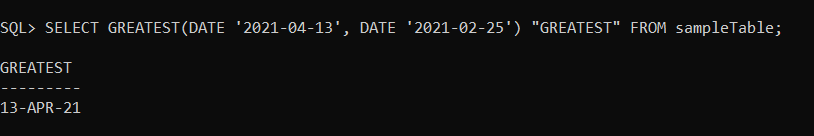 SQL> SELECT GREATEST(DATE '2021-04-13', DATE '2021-02-25') "GREATEST" FROM sampleTable;
GREATEST
---------
13-APR-21